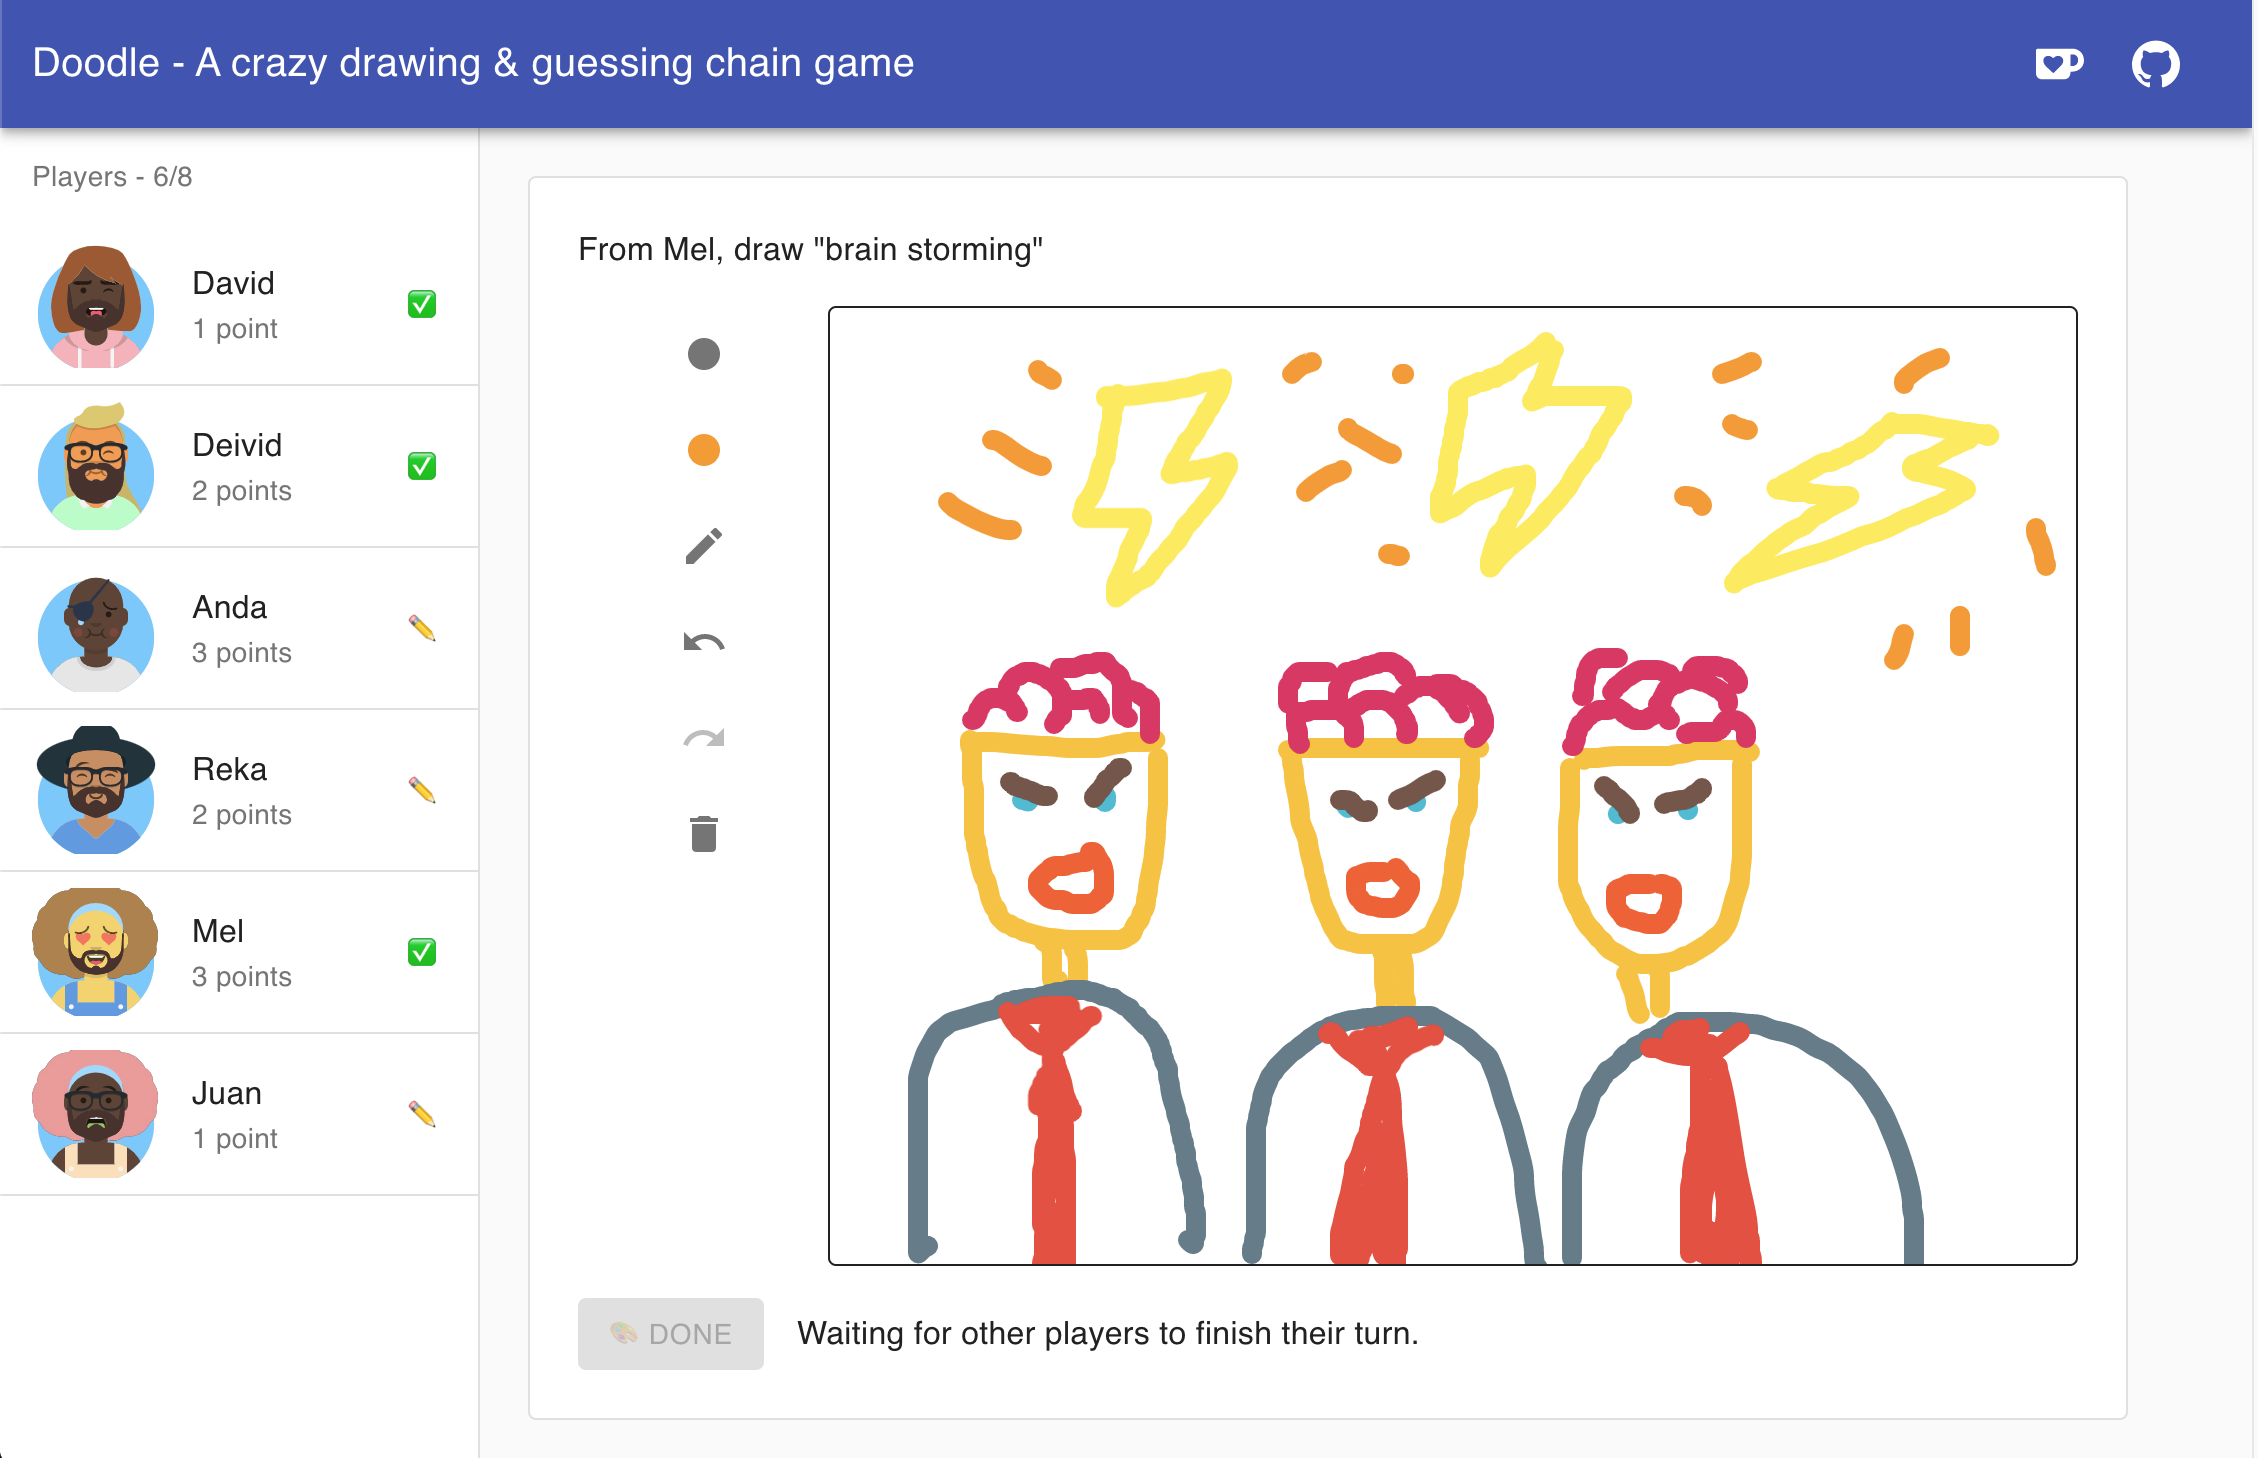 Doodle - A crazy drawing & guessing chain game
Players - 6/8
David
1 point
Deivid
2 points
Anda
3 points
Reka
2 points
Mel
3 points
Juan
1 point
From Mel, draw "brain storming"
DONE
Waiting for other players to finish their turn.